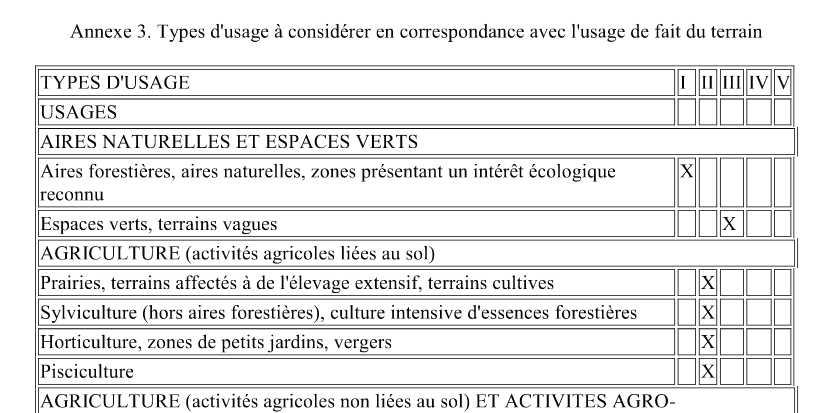 Annexe 3. Types d'usage à considérer en correspondance avec l'usage de fait du terrain
TYPES D'USAGE I II III IV V
USAGES
AIRES NATURELLES ET ESPACES VERTS
Aires forestières, aires naturelles, zones présentant un intérêt écologique X
reconnu
Espaces verts, terrains vagues X
AGRICULTURE (activités agricoles liées au sol)
Prairies, terrains affectés à de l'élevage extensif, terrains cultives X
Sylviculture (hors aires forestières), culture intensive d'essences forestières X
Horticulture, zones de petits jardins, vergers X
Pisciculture X
AGRICULTURE (activités agricoles non liées au sol) ET ACTIVITES AGRO-